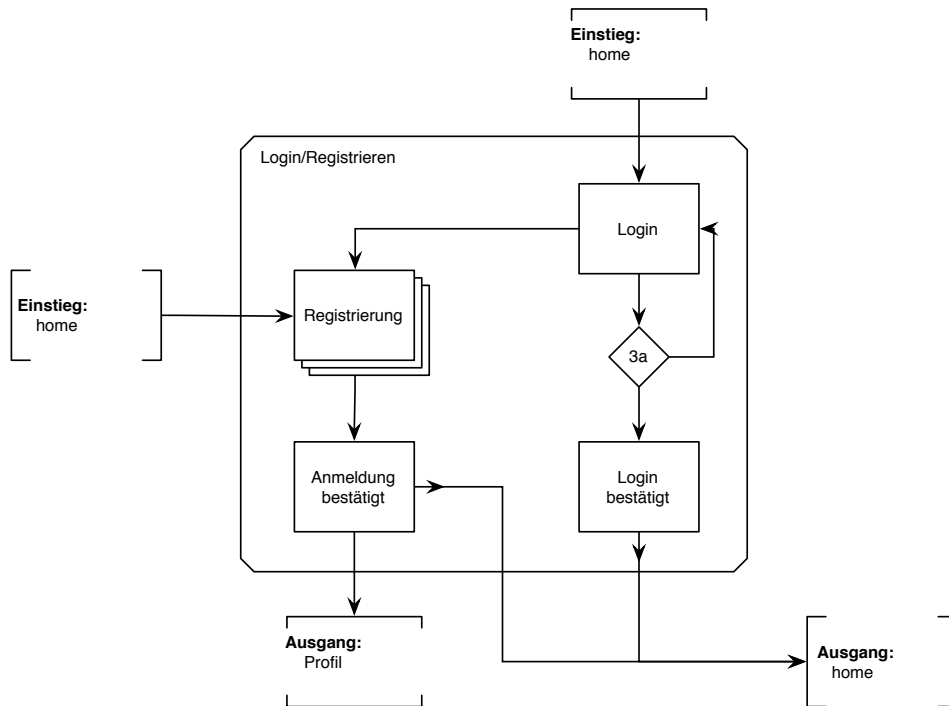 Einstieg:
home
Login/Registrieren
Login
Einstieg:
home
Registrierung
3a
Anmeldung
bestätigt
Login
bestätigt
Ausgang:
Profil
Ausgang:
home